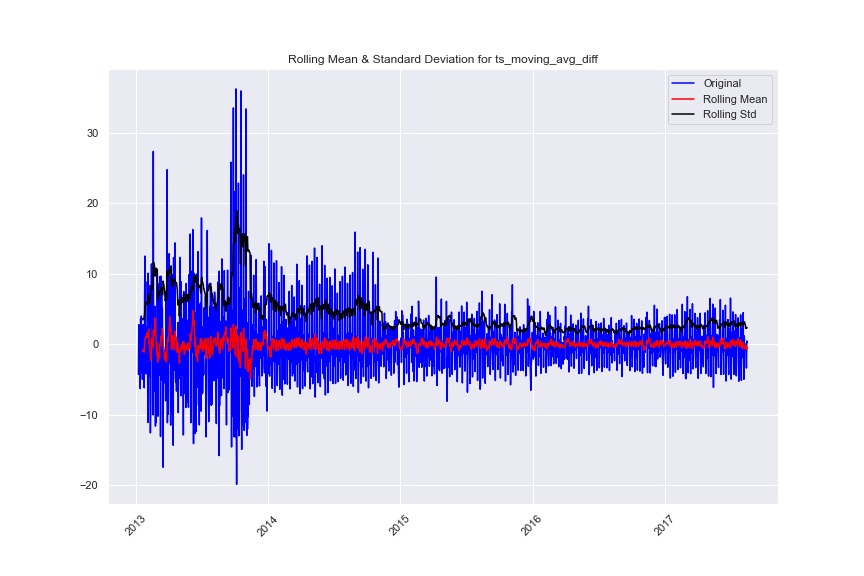 Rolling Mean & Standard Deviation for ts_moving_avg_diff
Original
Rolling Mean
Rolling Std
30
20
10
0
−10
−20
2013
2014
2015
2016
2017